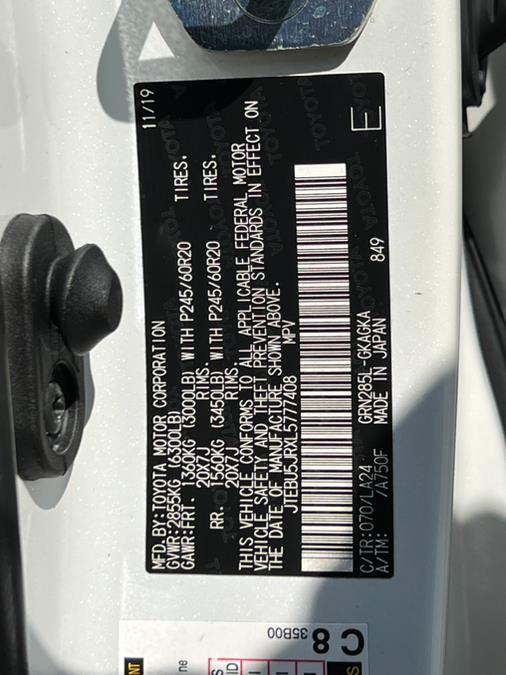 MFD.BY:TOYOTA MOTOR CORPORATION 11/19
GVWR:2855KG (6390LB)
GAWR:FRT. 1360KG (3000LB) WITH P245/60R20 TIRES.
20X7J RIMS.
RR. 1560KG (3450LB) WITH P245/60R20 TIRES.
20X7J RIMS.
THIS VEHICLE CONFORMS TO ALL APPLICABLE FEDERAL MOTOR
VEHICLE SAFETY AND THEFT PREVENTION STANDARDS IN EFFECT ON
THE DATE OF MANUFACTURE SHOWN ABOVE.
JTEBU5JRXL5777408 MPV
C/TR:070/LA24 GRN285L-GKAGKA E
A/TM: /A750F MADE IN JAPAN 849
C 8
35B00